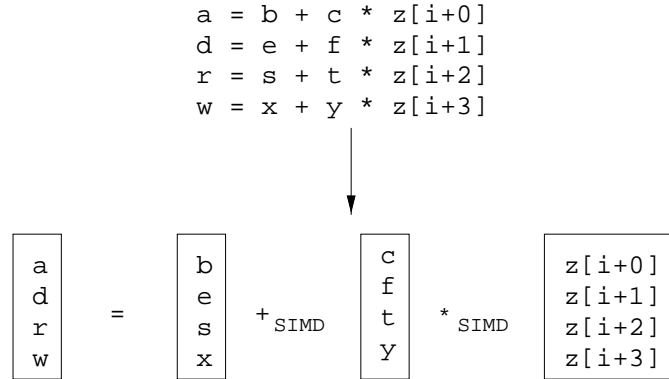 a = b + c * z[i+0]
d = e + f * z[i+1]
r = s + t * z[i+2]
w = x + y * z[i+3]
a b c z[i+0]
d e f z[i+1]
r = s +SIMD t *SIMD z[i+2]
w x y z[i+3]